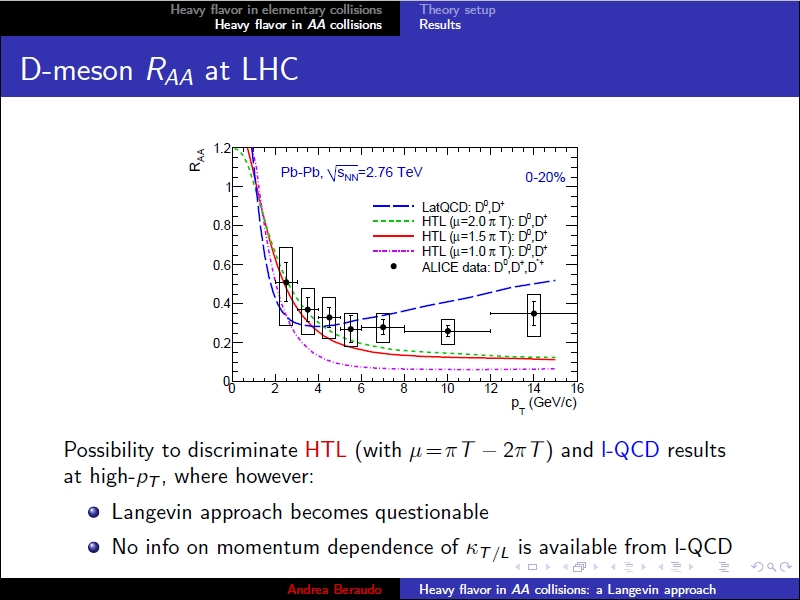 Heavy flavor in elementary collisions Theory setup
Heavy flavor in AA collisions Results
D-meson R_AA at LHC
R_AA
1.2
1
0.8
0.6
0.4
0.2
0
Pb-Pb, √s_NN=2.76 TeV
0-20%
LatQCD: D⁰,D⁺
HTL (μ=2.0 π T): D⁰,D⁺
HTL (μ=1.5 π T): D⁰,D⁺
HTL (μ=1.0 π T): D⁰,D⁺
ALICE data: D⁰,D⁺,D*⁺
0 2 4 6 8 10 12 14 16
p_T (GeV/c)
Possibility to discriminate HTL (with μ=πT − 2πT) and l-QCD results
at high-p_T, where however:
Langevin approach becomes questionable
No info on momentum dependence of κ_T/L is available from l-QCD
Andrea Beraudo Heavy flavor in AA collisions: a Langevin approach